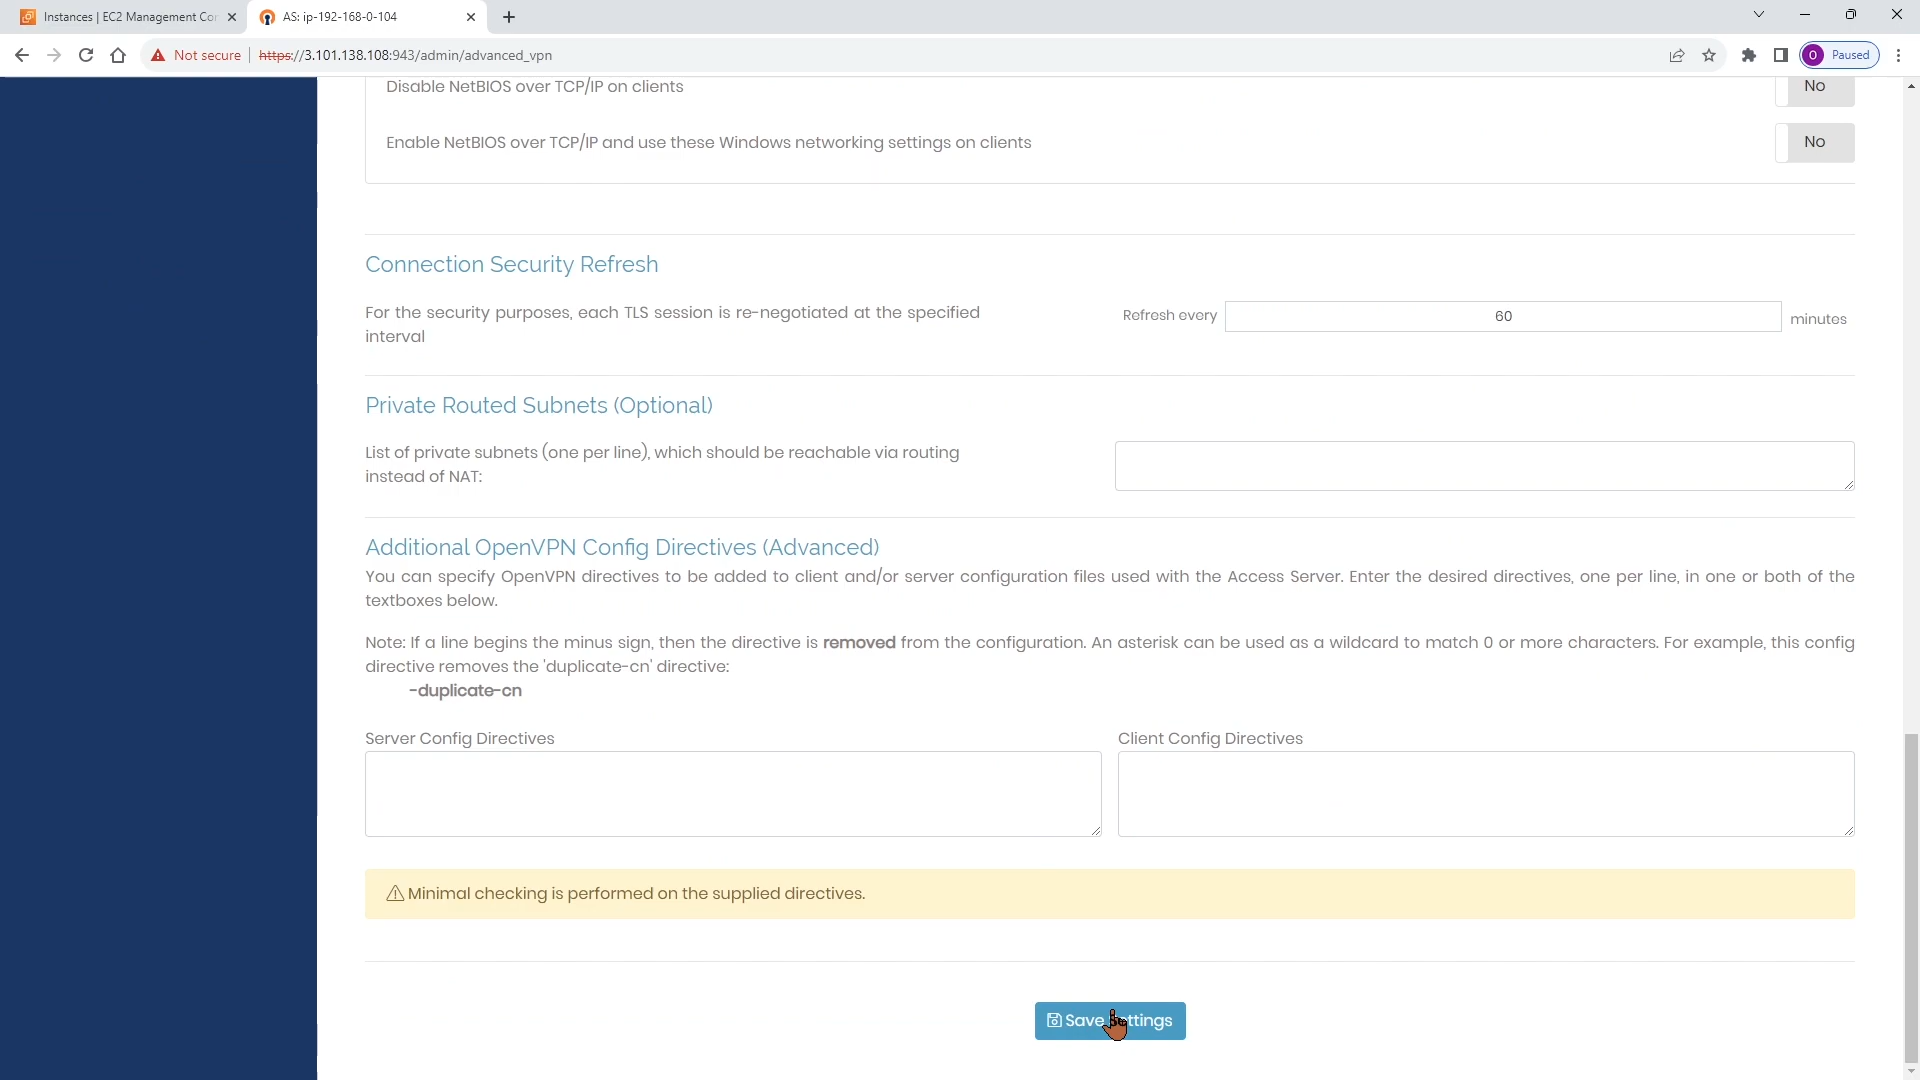 Instances | EC2 Management Con
AS: ip-192-168-0-104
Not secure
https://3.101.138.108:943/admin/advanced_vpn
O
Paused
Disable NetBIOS over TCP/IP on clients
No
Enable NetBIOS over TCP/IP and use these Windows networking settings on clients
No
Connection Security Refresh
For the security purposes, each TLS session is re-negotiated at the specified
interval
Refresh every
60
minutes
Private Routed Subnets (Optional)
List of private subnets (one per line), which should be reachable via routing
instead of NAT:
Additional OpenVPN Config Directives (Advanced)
You can specify OpenVPN directives to be added to client and/or server configuration files used with the Access Server. Enter the desired directives, one per line, in one or both of the
textboxes below.
Note: If a line begins the minus sign, then the directive is removed from the configuration. An asterisk can be used as a wildcard to match 0 or more characters. For example, this config
directive removes the 'duplicate-cn' directive:
-duplicate-cn
Server Config Directives
Client Config Directives
Minimal checking is performed on the supplied directives.
Save Settings